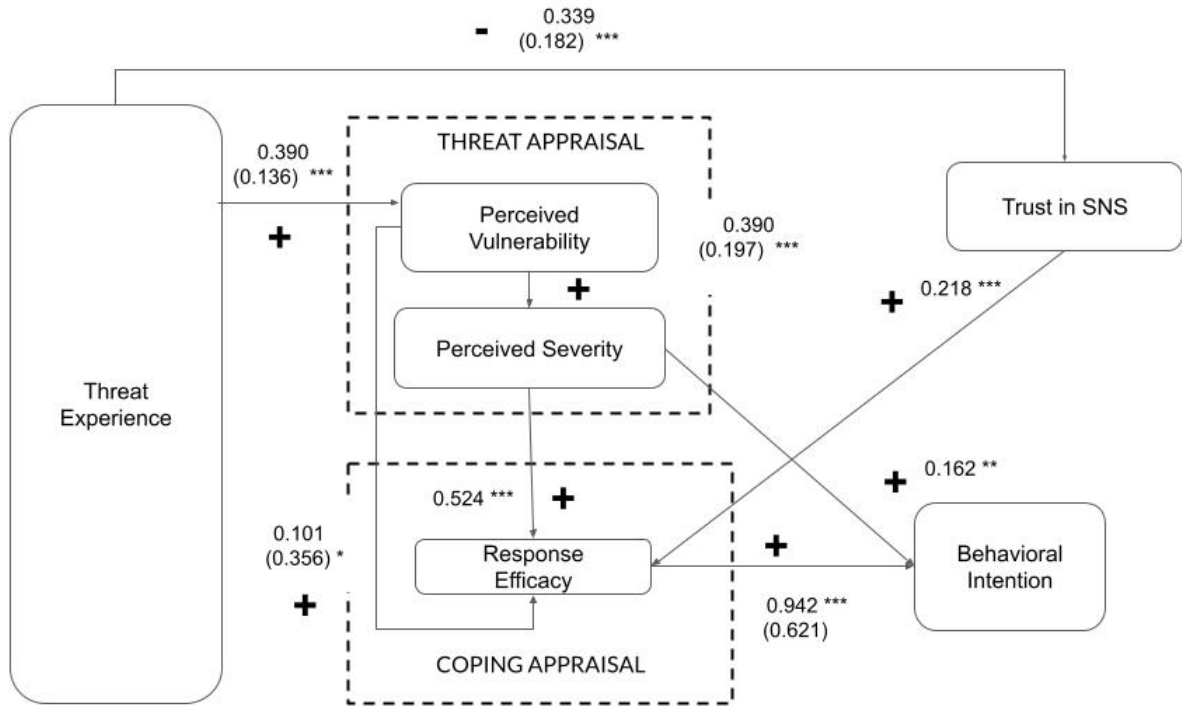 -
0.339
(0.182) ***
THREAT APPRAISAL
0.390
(0.136) ***
+
Perceived
Vulnerability
0.390
(0.197) ***
Trust in SNS
+
+
0.218 ***
Perceived Severity
Threat
Experience
+
0.162 **
0.524 ***
+
0.101
(0.356) *
+
Response
Efficacy
+
0.942 ***
(0.621)
Behavioral
Intention
COPING APPRAISAL